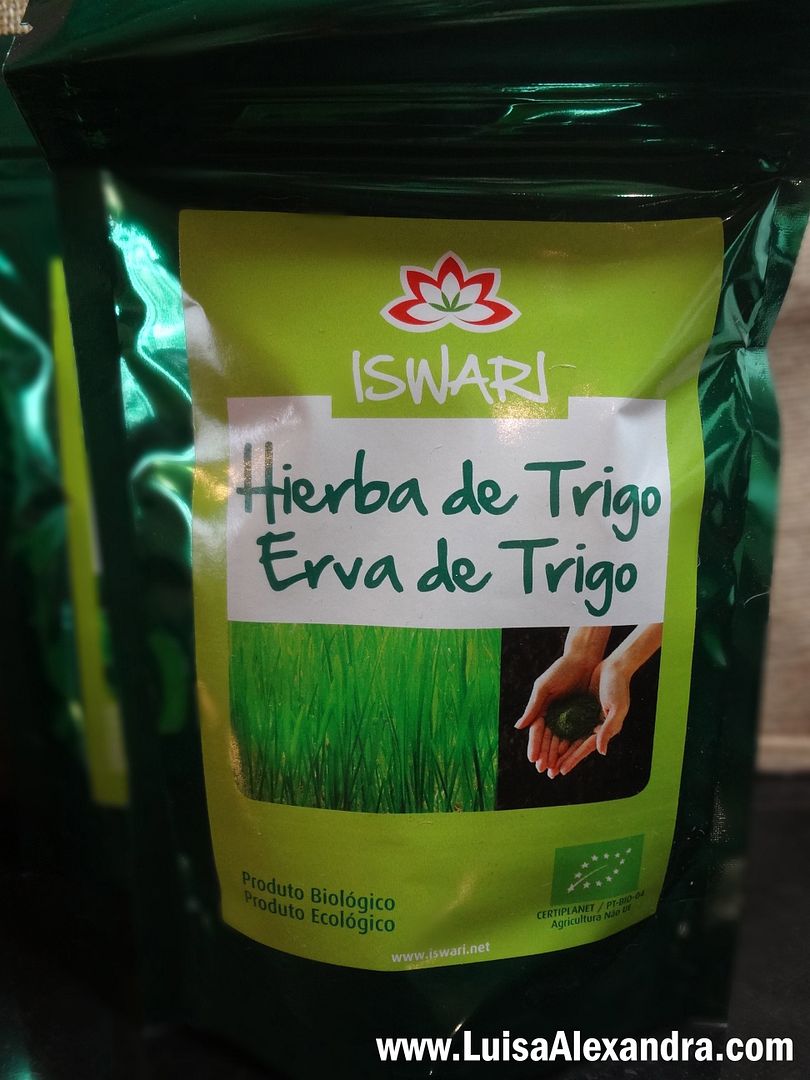 ISWARI
Hierba de Trigo
Erva de Trigo
Produto Biológico
Produto Ecológico
CERTIPLANET / PT-BIO-04
Agricultura Não UE
www.iswari.net
www.LuisaAlexandra.com